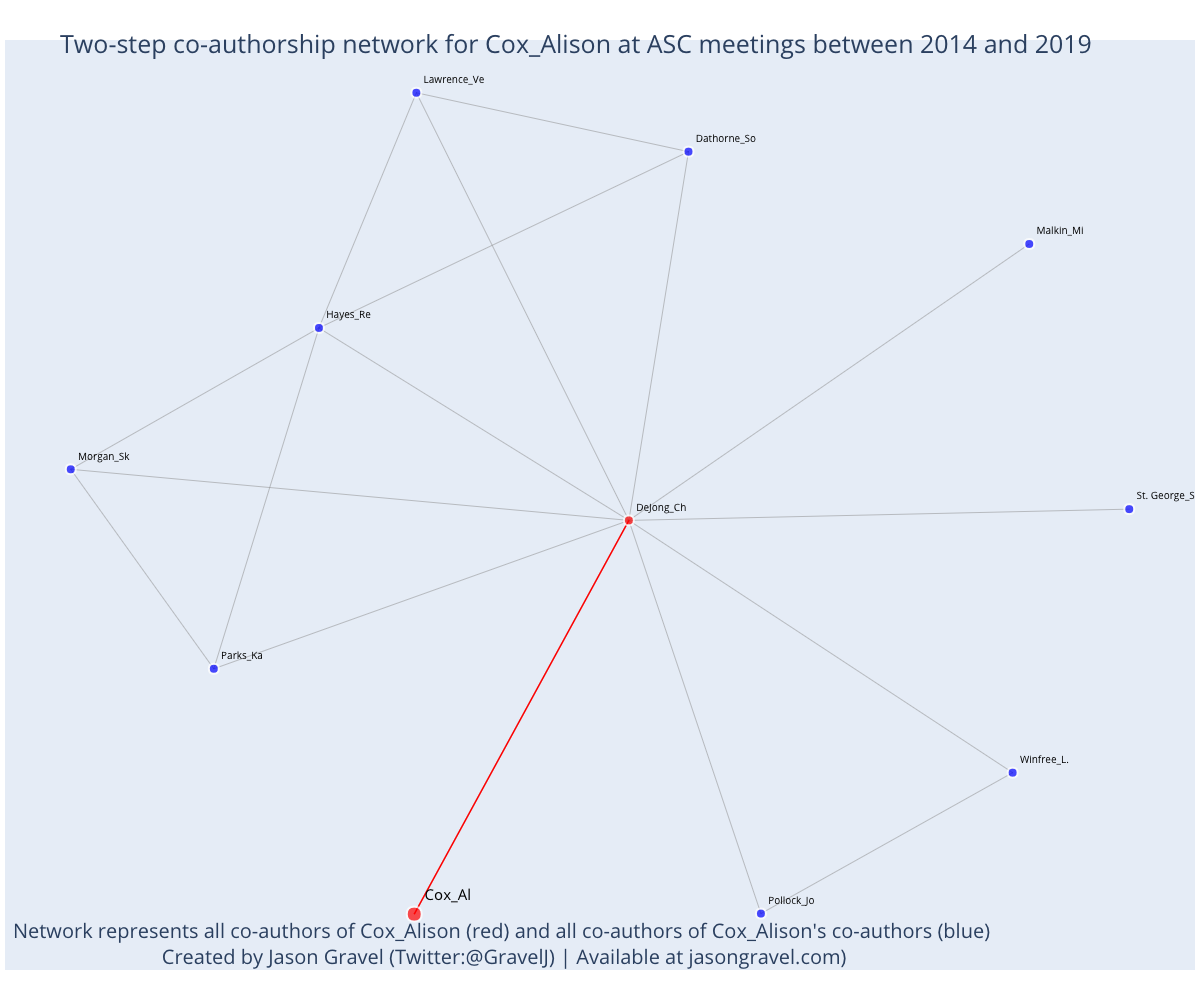 Two-step co-authorship network for Cox_Alison at ASC meetings between 2014 and 2019
Lawrence_Ve
Dathorne_So
Malkin_Mi
Hayes_Re
Morgan_Sk
St. George_S
DeJong_Ch
Parks_Ka
Winfree_L.
Cox_Al
Pollock_Jo
Network represents all co-authors of Cox_Alison (red) and all co-authors of Cox_Alison's co-authors (blue)
Created by Jason Gravel (Twitter:@GravelJ) | Available at jasongravel.com)